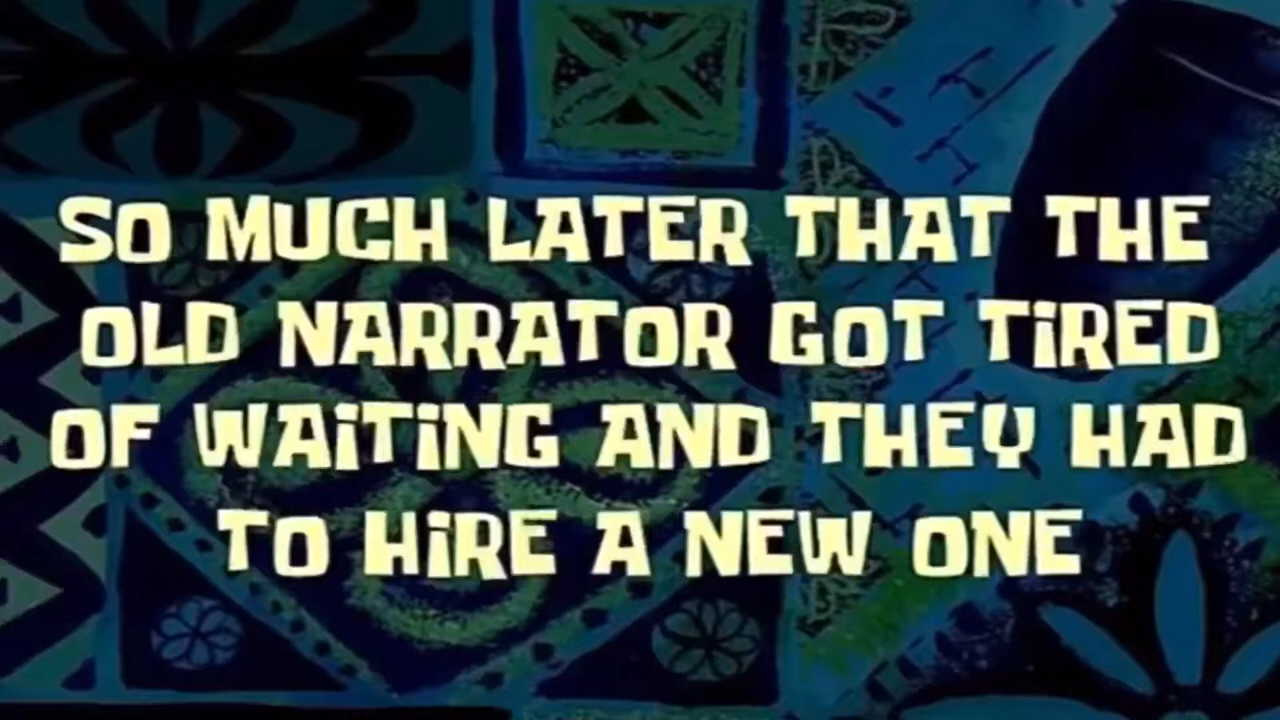 SO MUCH LATER THAT THE
OLD NARRATOR GOT TiRED
OF WAiTiNG AND THEY HAD
TO HiRE A NEW ONE